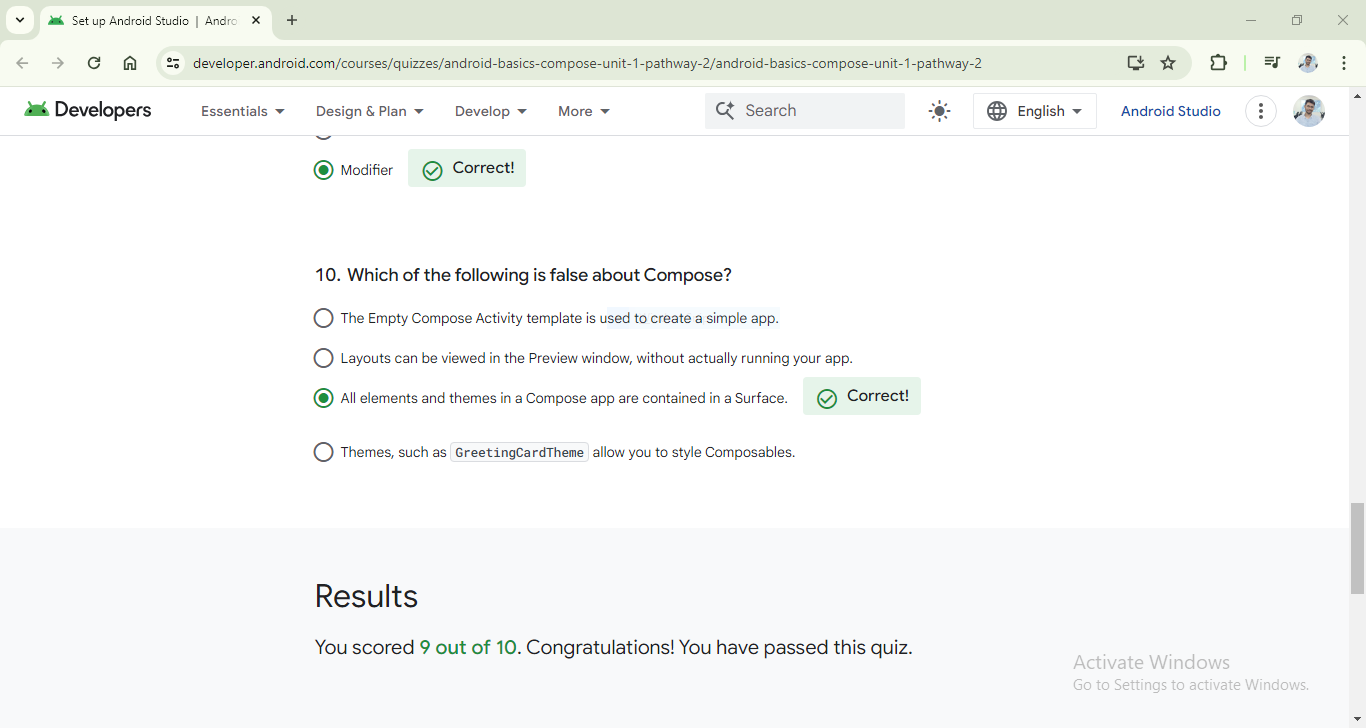 Set up Android Studio | Andro
developer.android.com/courses/quizzes/android-basics-compose-unit-1-pathway-2/android-basics-compose-unit-1-pathway-2
Developers Essentials Design & Plan Develop More Search English Android Studio
Modifier Correct!
10. Which of the following is false about Compose?
The Empty Compose Activity template is used to create a simple app.
Layouts can be viewed in the Preview window, without actually running your app.
All elements and themes in a Compose app are contained in a Surface. Correct!
Themes, such as GreetingCardTheme allow you to style Composables.
Results
You scored 9 out of 10. Congratulations! You have passed this quiz.
Activate Windows
Go to Settings to activate Windows.